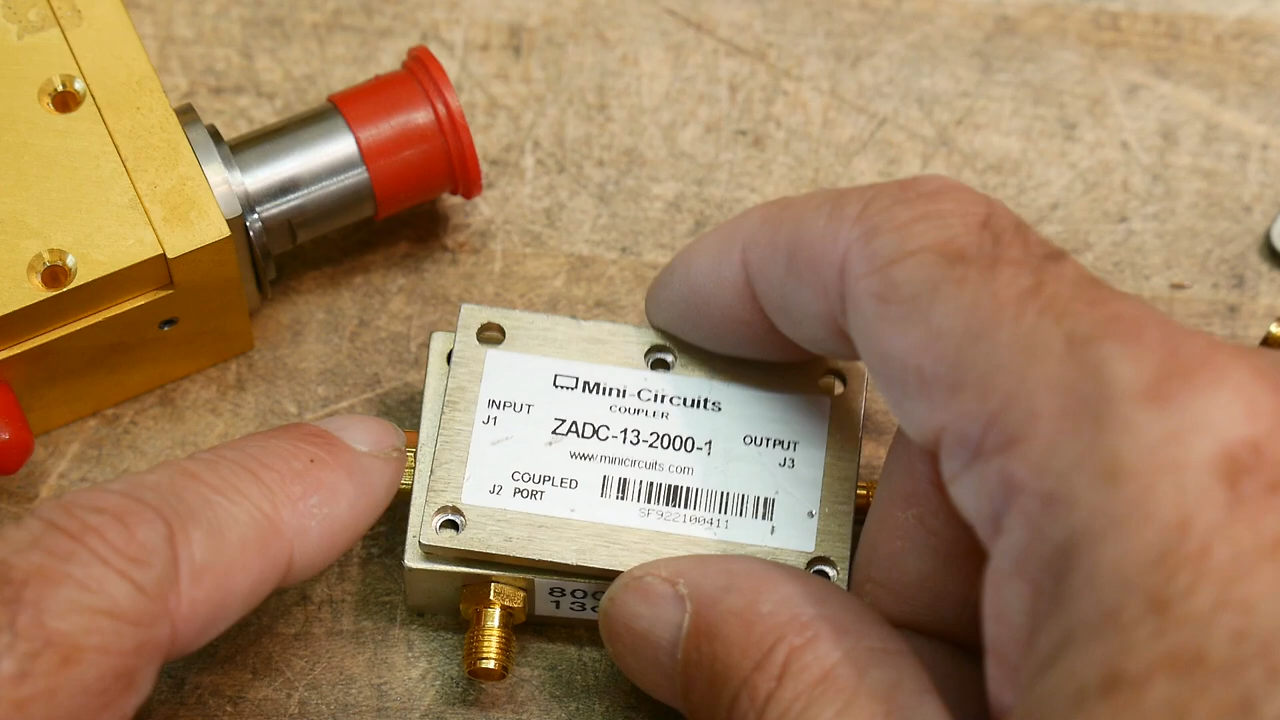 Mini-Circuits
COUPLER
INPUT
J1
ZADC-13-2000-1
OUTPUT
J3
www.minicircuits.com
COUPLED
J2 PORT
SF922100411